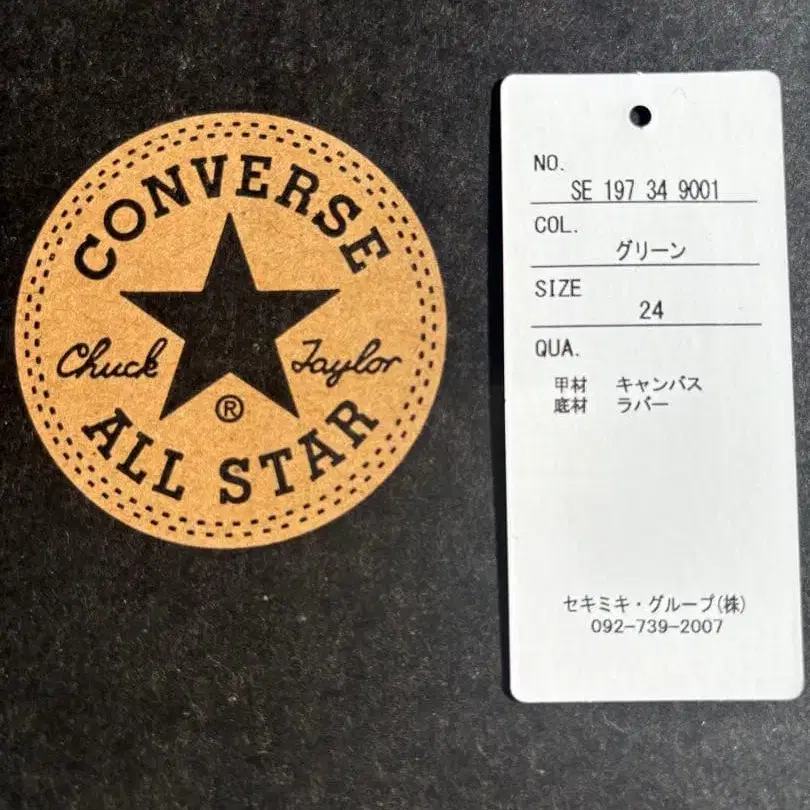 CONVERSE
Chuck Taylor
®
ALL STAR
NO.
SE 197 34 9001
COL.
グリーン
SIZE
24
QUA.
甲材 キャンバス
底材 ラバー
セキミキ・グループ(株)
092-739-2007